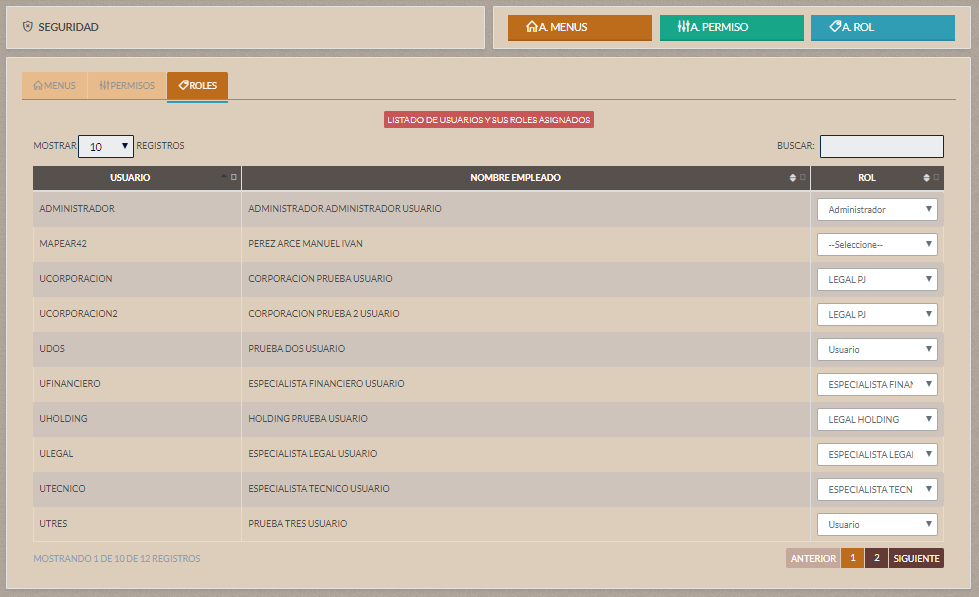 SEGURIDAD
A. MENUS A. PERMISO A. ROL
MENUS PERMISOS ROLES
LISTADO DE USUARIOS Y SUS ROLES ASIGNADOS
MOSTRAR 10 REGISTROS BUSCAR:
USUARIO NOMBRE EMPLEADO ROL
ADMINISTRADOR ADMINISTRADOR ADMINISTRADOR USUARIO Administrador
MAPEAR42 PEREZ ARCE MANUEL IVAN --Seleccione--
UCORPORACION CORPORACION PRUEBA USUARIO LEGAL PJ
UCORPORACION2 CORPORACION PRUEBA 2 USUARIO LEGAL PJ
UDOS PRUEBA DOS USUARIO Usuario
UFINANCIERO ESPECIALISTA FINANCIERO USUARIO ESPECIALISTA FINAN
UHOLDING HOLDING PRUEBA USUARIO LEGAL HOLDING
ULEGAL ESPECIALISTA LEGAL USUARIO ESPECIALISTA LEGAL
UTECNICO ESPECIALISTA TECNICO USUARIO ESPECIALISTA TECN
UTRES PRUEBA TRES USUARIO Usuario
MOSTRANDO 1 DE 10 DE 12 REGISTROS ANTERIOR 1 2 SIGUIENTE